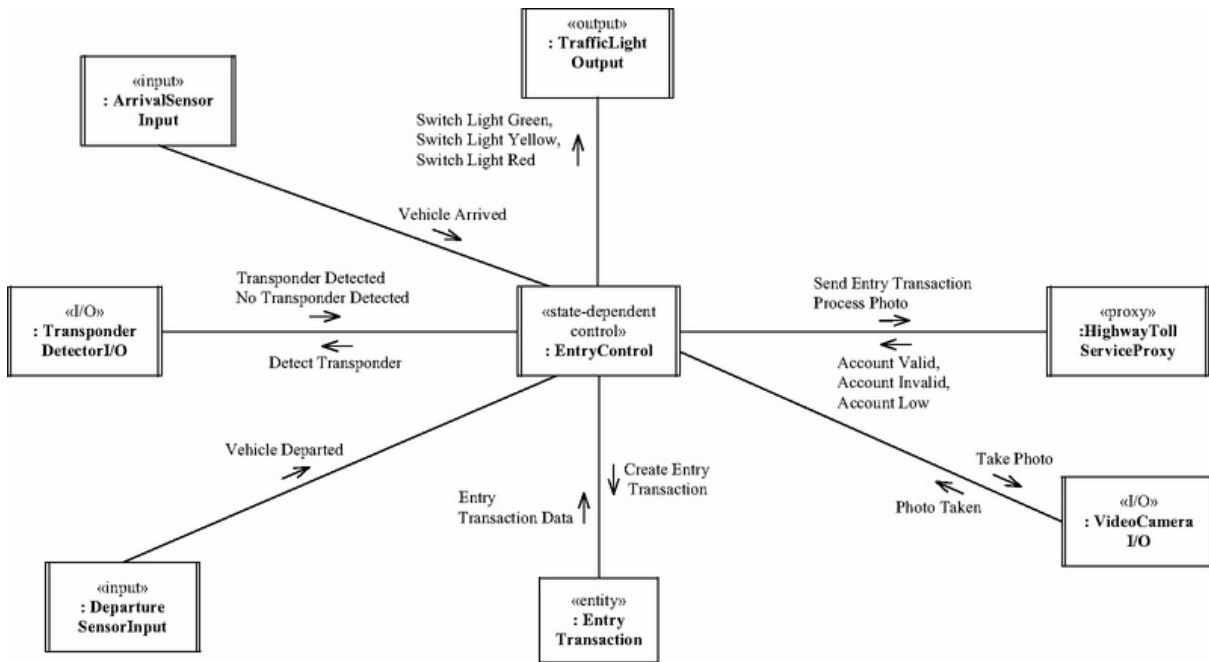 «output»
: TrafficLight
Output
«input»
: ArrivalSensor
Input
Switch Light Green,
Switch Light Yellow,
Switch Light Red
Vehicle Arrived
Transponder Detected
No Transponder Detected
«I/O»
: Transponder
DetectorI/O
Detect Transponder
«state-dependent
control»
: EntryControl
Send Entry Transaction
Process Photo
«proxy»
:HighwayToll
ServiceProxy
Account Valid,
Account Invalid,
Account Low
Vehicle Departed
Entry
Transaction Data
Create Entry
Transaction
Take Photo
Photo Taken
«I/O»
: VideoCamera
I/O
«input»
: Departure
SensorInput
«entity»
: Entry
Transaction